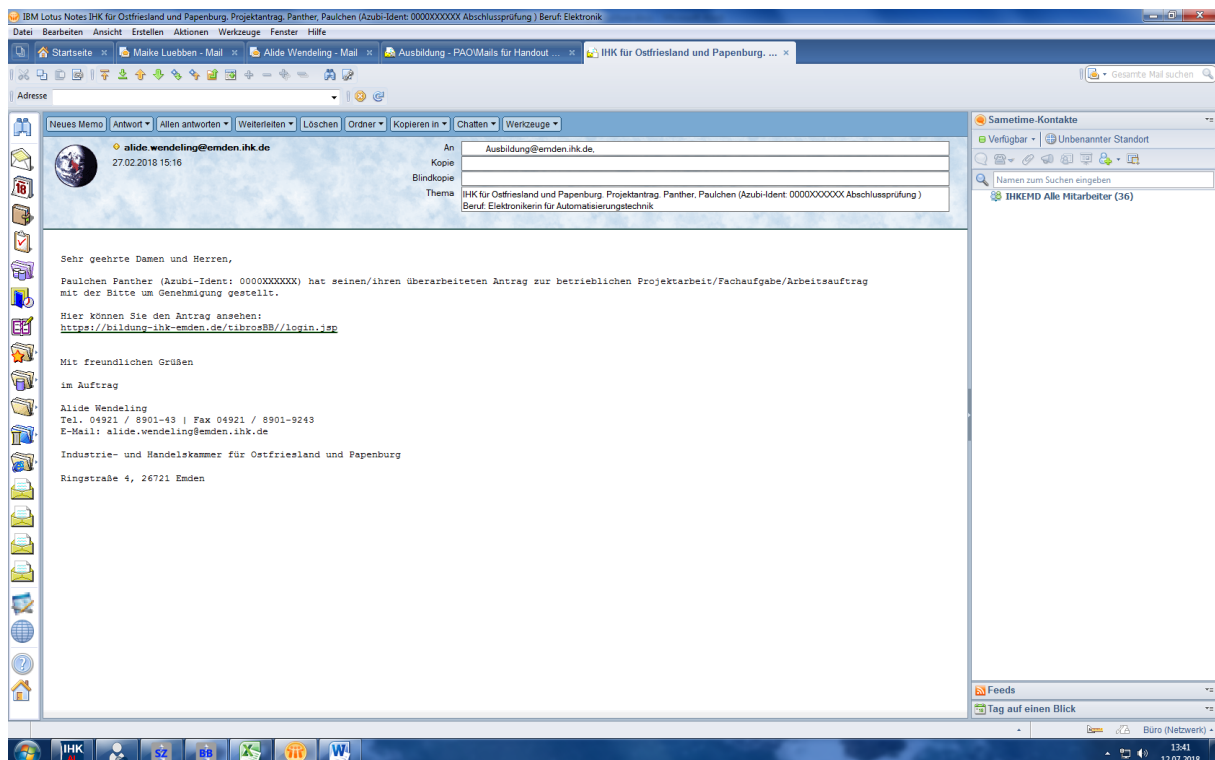 IBM Lotus Notes IHK für Ostfriesland und Papenburg. Projektantrag. Panther, Paulchen (Azubi-Ident: 0000XXXXXX Abschlussprüfung ) Beruf: Elektronik
Datei Bearbeiten Ansicht Erstellen Aktionen Werkzeuge Fenster Hilfe
Startseite Maike Luebben - Mail Alide Wendeling - Mail Ausbildung - PAO\Mails für Handout ... IHK für Ostfriesland und Papenburg. ...
Gesamte Mail suchen
Adresse
Neues Memo Antwort Allen antworten Weiterleiten Löschen Ordner Kopieren in Chatten Werkzeuge
alide.wendeling@emden.ihk.de
27.02.2018 15:16
An Ausbildung@emden.ihk.de,
Kopie
Blindkopie
Thema IHK für Ostfriesland und Papenburg. Projektantrag. Panther, Paulchen (Azubi-Ident: 0000XXXXXX Abschlussprüfung )
Beruf: Elektronikerin für Automatisierungstechnik
Sehr geehrte Damen und Herren,
Paulchen Panther (Azubi-Ident: 0000XXXXXX) hat seinen/ihren überarbeiteten Antrag zur betrieblichen Projektarbeit/Fachaufgabe/Arbeitsauftrag
mit der Bitte um Genehmigung gestellt.
Hier können Sie den Antrag ansehen:
https://bildung-ihk-emden.de/tibrosBB//login.jsp
Mit freundlichen Grüßen
im Auftrag
Alide Wendeling
Tel. 04921 / 8901-43 | Fax 04921 / 8901-9243
E-Mail: alide.wendeling@emden.ihk.de
Industrie- und Handelskammer für Ostfriesland und Papenburg
Ringstraße 4, 26721 Emden
Sametime-Kontakte
Verfügbar Unbenannter Standort
Namen zum Suchen eingeben
IHKEMD Alle Mitarbeiter (36)
Feeds
Tag auf einen Blick
Büro (Netzwerk)
18
IHK SZ BB W
13:41
12.07.2018